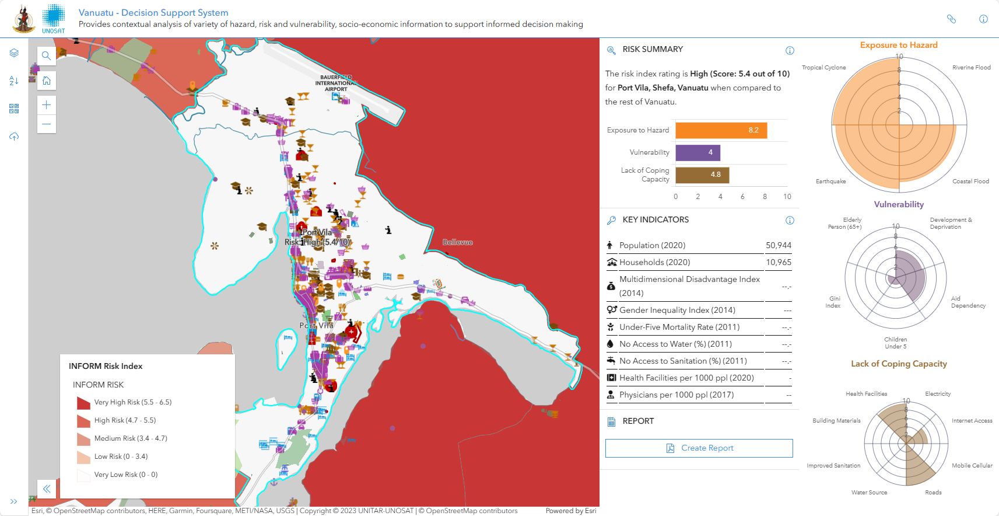 Vanuatu - Decision Support System
Provides contextual analysis of variety of hazard, risk and vulnerability, socio-economic information to support informed decision making
UNOSAT
BAUERFIELD
INTERNATIONAL
AIRPORT
Port Vila
Risk: High (5.4/10)
Bellevue
Port Vila
INFORM Risk Index
INFORM RISK
Very High Risk (5.5 - 6.5)
High Risk (4.7 - 5.5)
Medium Risk (3.4 - 4.7)
Low Risk (0 - 3.4)
Very Low Risk (0 - 0)
Esri, © OpenStreetMap contributors, HERE, Garmin, Foursquare, METI/NASA, USGS | Copyright © 2023 UNITAR-UNOSAT | © OpenStreetMap contributors
Powered by Esri
RISK SUMMARY
The risk index rating is High (Score: 5.4 out of 10)
for Port Vila, Shefa, Vanuatu when compared to
the rest of Vanuatu.
Exposure to Hazard
8.2
Vulnerability
4
Lack of Coping
Capacity
4.8
0 2 4 6 8 10
KEY INDICATORS
Population (2020) 50,944
Households (2020) 10,965
Multidimensional Disadvantage Index
(2014) --.-
Gender Inequality Index (2014) ---
Under-Five Mortality Rate (2011) --.-
No Access to Water (%) (2011) --.-
No Access to Sanitation (%) (2011) --.-
Health Facilities per 1000 ppl (2020) -
Physicians per 1000 ppl (2017) --
REPORT
Create Report
Exposure to Hazard
Tropical Cyclone
Riverine Flood
10
8
6
4
2
Earthquake
Coastal Flood
Vulnerability
Elderly
Person (65+)
Development &
Deprivation
10
8
6
4
2
Gini
Index
Aid
Dependency
Children
Under 5
Lack of Coping Capacity
Health Facilities
Electricity
10
8
6
4
2
Building Materials
Internet Access
Improved Sanitation
Mobile Cellular
Water Source
Roads